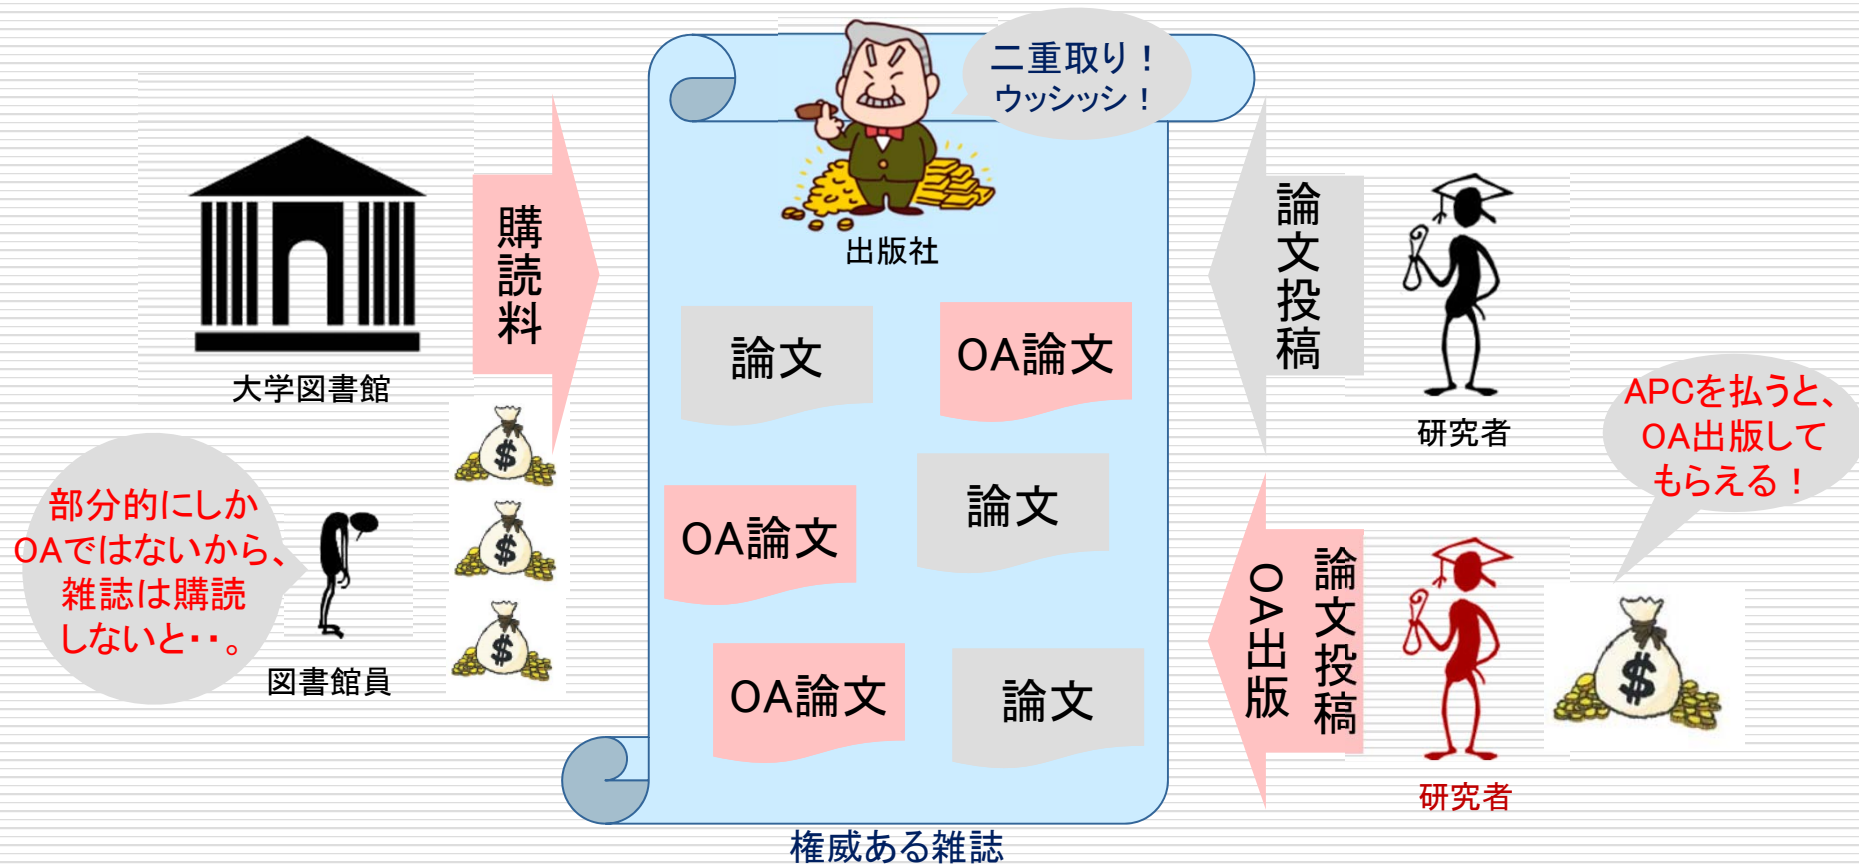 二重取り！
ウッシッシ！
出版社
購読料
大学図書館
部分的にしか
OAではないから、
雑誌は購読
しないと・・。
図書館員
$
$
$
論文
OA論文
OA論文
論文
OA論文
論文
権威ある雑誌
論文投稿
研究者
APCを払うと、
OA出版して
もらえる！
論文投稿
OA出版
研究者
$